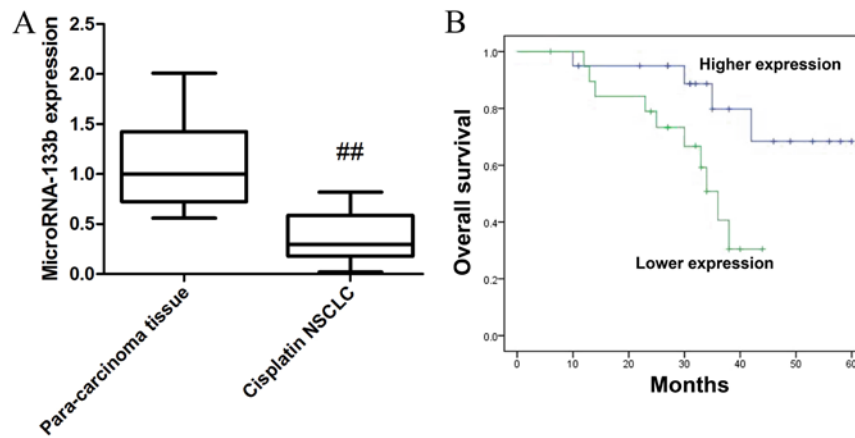 A
MicroRNA-133b expression
2.5
2.0
1.5
1.0
0.5
0.0
##
Para-carcinoma tissue
Cisplatin NSCLC
B
Overall survival
1.0
0.8
0.6
0.4
0.2
0.0
Higher expression
Lower expression
0 10 20 30 40 50 60
Months